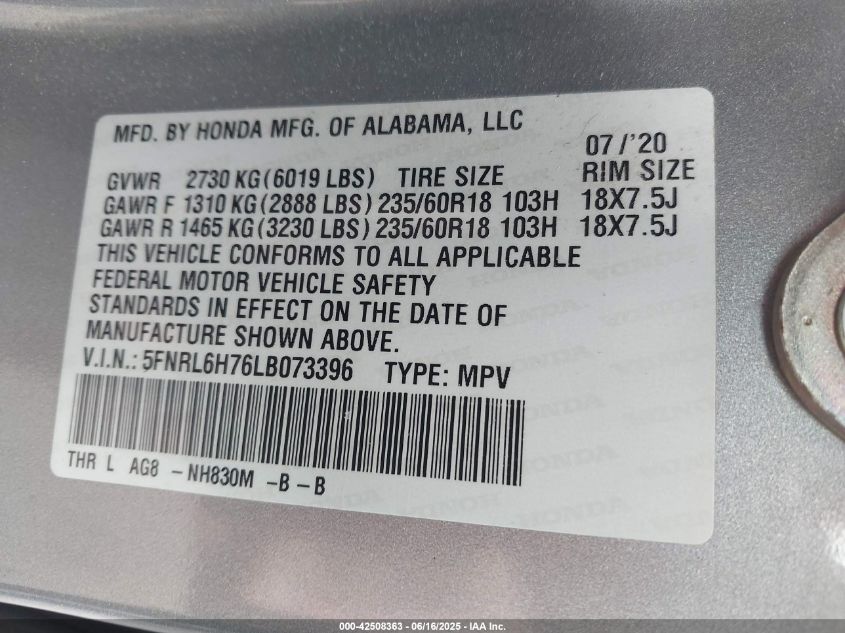 MFD. BY HONDA MFG. OF ALABAMA, LLC
07/'20
GVWR 2730 KG(6019 LBS) TIRE SIZE RIM SIZE
GAWR F 1310 KG(2888 LBS) 235/60R18 103H 18X7.5J
GAWR R 1465 KG(3230 LBS) 235/60R18 103H 18X7.5J
THIS VEHICLE CONFORMS TO ALL APPLICABLE
FEDERAL MOTOR VEHICLE SAFETY
STANDARDS IN EFFECT ON THE DATE OF
MANUFACTURE SHOWN ABOVE.
V.I.N.: 5FNRL6H76LB073396 TYPE: MPV
THR L AG8 -NH830M -B-B
000-42508363 - 06/16/2025 - IAA Inc.